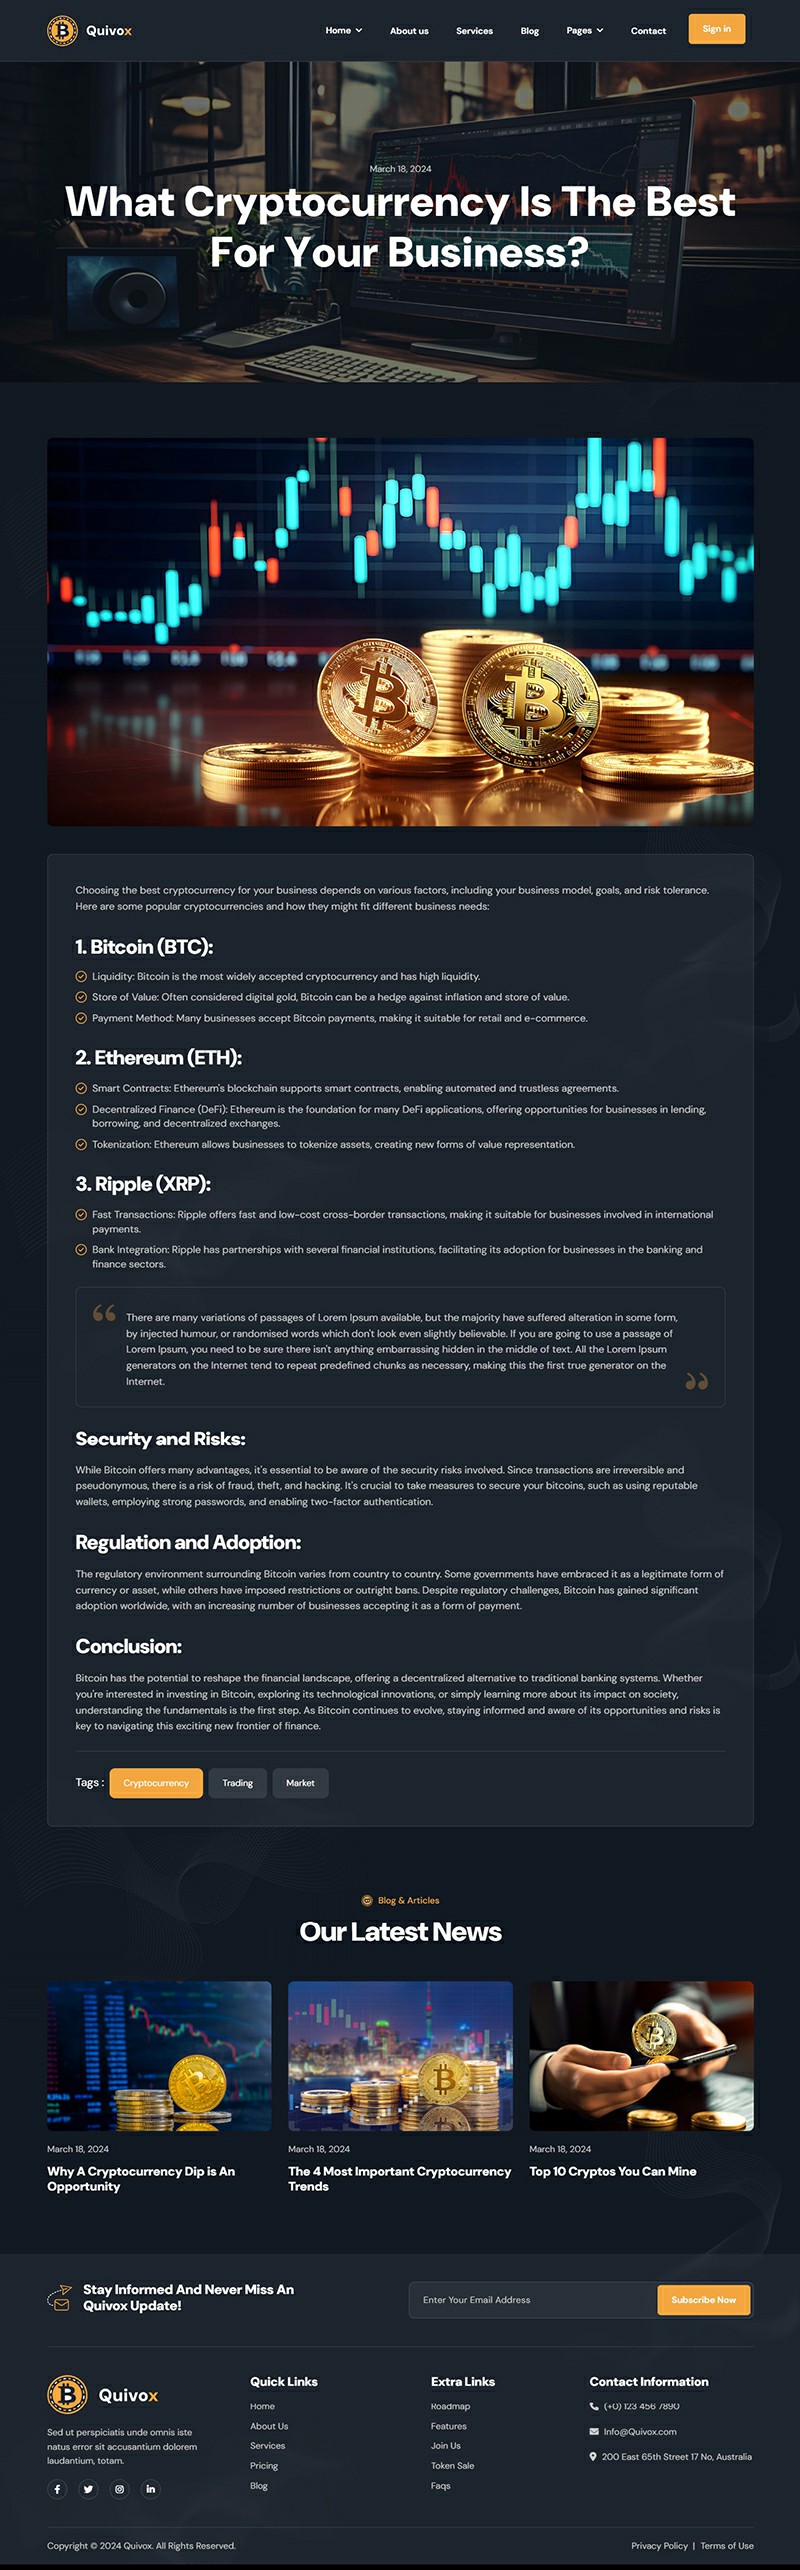 Quivox
Home
About us
Services
Blog
Pages
Contact
Sign in
March 18, 2024
What Cryptocurrency Is The Best
For Your Business?
Choosing the best cryptocurrency for your business depends on various factors, including your business model, goals, and risk tolerance.
Here are some popular cryptocurrencies and how they might fit different business needs:
1. Bitcoin (BTC):
Liquidity: Bitcoin is the most widely accepted cryptocurrency and has high liquidity.
Store of Value: Often considered digital gold, Bitcoin can be a hedge against inflation and store of value.
Payment Method: Many businesses accept Bitcoin payments, making it suitable for retail and e-commerce.
2. Ethereum (ETH):
Smart Contracts: Ethereum's blockchain supports smart contracts, enabling automated and trustless agreements.
Decentralized Finance (DeFi): Ethereum is the foundation for many DeFi applications, offering opportunities for businesses in lending,
borrowing, and decentralized exchanges.
Tokenization: Ethereum allows businesses to tokenize assets, creating new forms of value representation.
3. Ripple (XRP):
Fast Transactions: Ripple offers fast and low-cost cross-border transactions, making it suitable for businesses involved in international
payments.
Bank Integration: Ripple has partnerships with several financial institutions, facilitating its adoption for businesses in the banking and
finance sectors.
There are many variations of passages of Lorem Ipsum available, but the majority have suffered alteration in some form,
by injected humour, or randomised words which don't look even slightly believable. If you are going to use a passage of
Lorem Ipsum, you need to be sure there isn't anything embarrassing hidden in the middle of text. All the Lorem Ipsum
generators on the Internet tend to repeat predefined chunks as necessary, making this the first true generator on the
Internet.
Security and Risks:
While Bitcoin offers many advantages, it's essential to be aware of the security risks involved. Since transactions are irreversible and
pseudonymous, there is a risk of fraud, theft, and hacking. It's crucial to take measures to secure your bitcoins, such as using reputable
wallets, employing strong passwords, and enabling two-factor authentication.
Regulation and Adoption:
The regulatory environment surrounding Bitcoin varies from country to country. Some governments have embraced it as a legitimate form of
currency or asset, while others have imposed restrictions or outright bans. Despite regulatory challenges, Bitcoin has gained significant
adoption worldwide, with an increasing number of businesses accepting it as a form of payment.
Conclusion:
Bitcoin has the potential to reshape the financial landscape, offering a decentralized alternative to traditional banking systems. Whether
you're interested in investing in Bitcoin, exploring its technological innovations, or simply learning more about its impact on society,
understanding the fundamentals is the first step. As Bitcoin continues to evolve, staying informed and aware of its opportunities and risks is
key to navigating this exciting new frontier of finance.
Tags :
Cryptocurrency
Trading
Market
Blog & Articles
Our Latest News
March 18, 2024
Why A Cryptocurrency Dip is An
Opportunity
March 18, 2024
The 4 Most Important Cryptocurrency
Trends
March 18, 2024
Top 10 Cryptos You Can Mine
Stay Informed And Never Miss An
Quivox Update!
Enter Your Email Address
Subscribe Now
Quivox
Sed ut perspiciatis unde omnis iste
natus error sit accusantium dolorem
laudantium, totam.
Quick Links
Home
About Us
Services
Pricing
Blog
Extra Links
Roadmap
Features
Join Us
Token Sale
Faqs
Contact Information
(+0) 123 456 7890
Info@Quivox.com
200 East 65th Street 17 No, Australia
Copyright © 2024 Quivox. All Rights Reserved.
Privacy Policy | Terms of Use